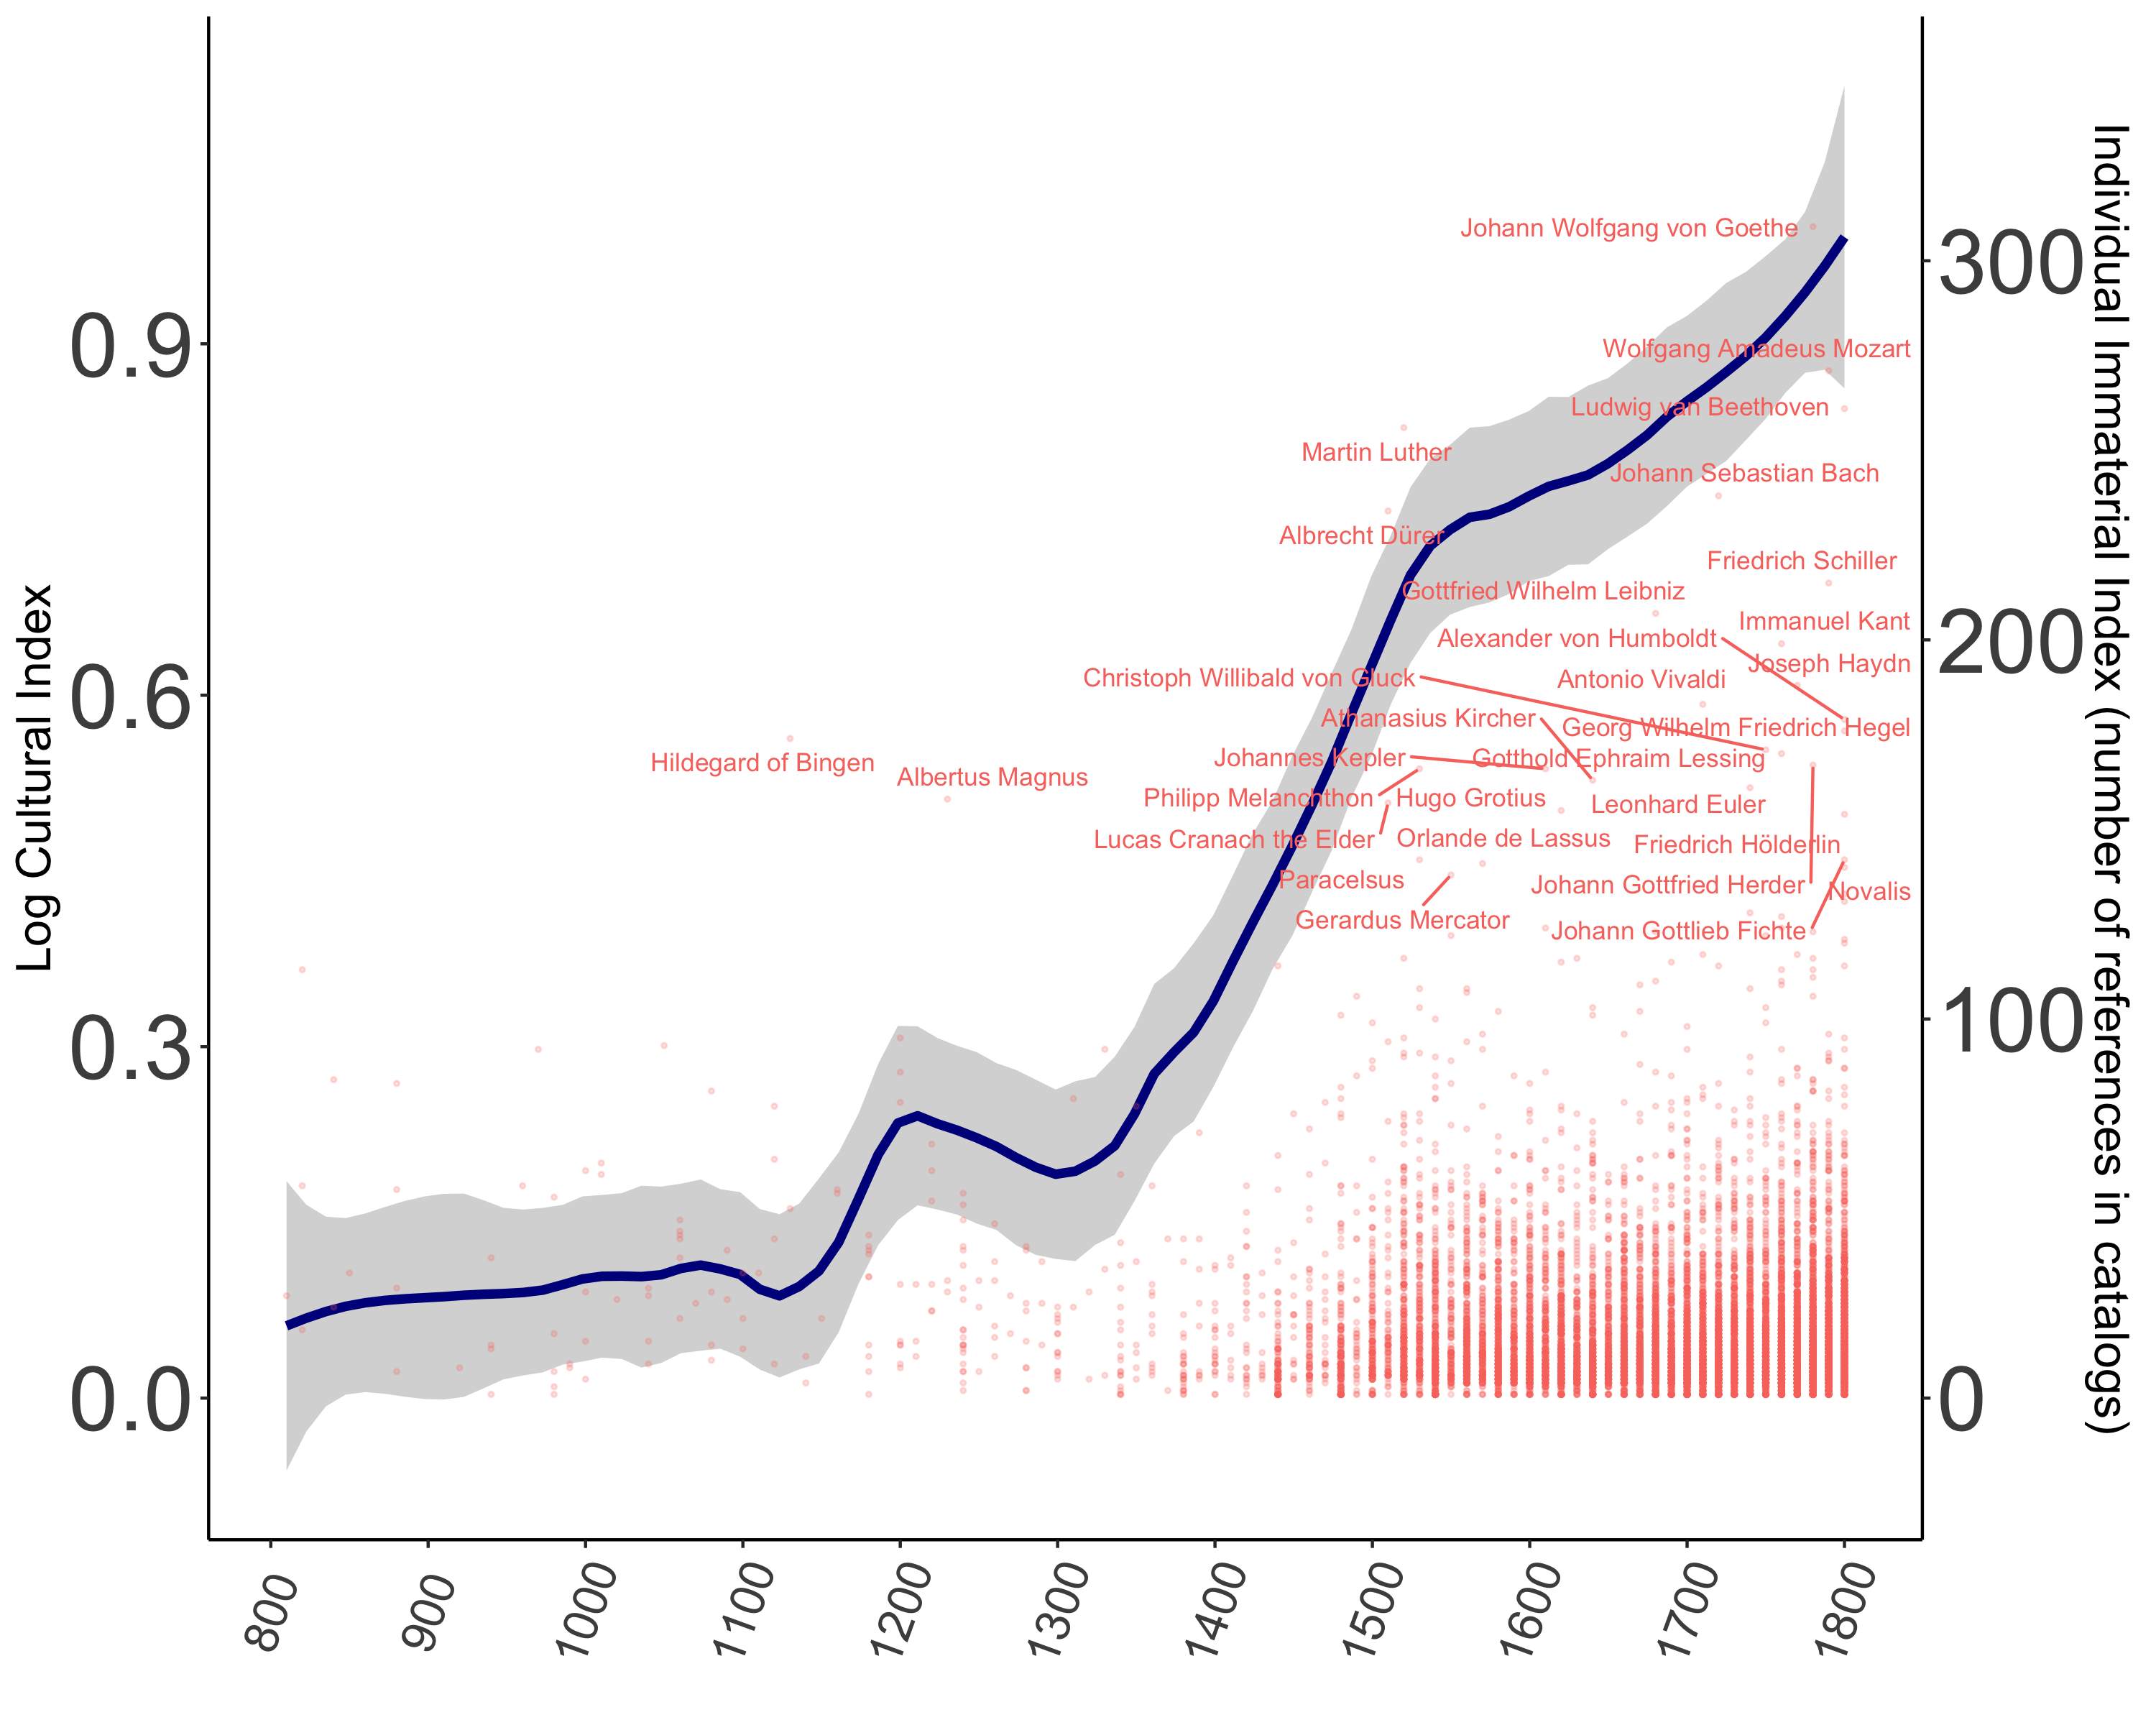 Log Cultural Index
0.9
0.6
0.3
0.0
Johann Wolfgang von Goethe
Wolfgang Amadeus Mozart
Ludwig van Beethoven
Martin Luther
Johann Sebastian Bach
Albrecht Dürer
Friedrich Schiller
Gottfried Wilhelm Leibniz
Immanuel Kant
Alexander von Humboldt
Joseph Haydn
Christoph Willibald von Gluck
Antonio Vivaldi
Athanasius Kircher
Georg Wilhelm Friedrich Hegel
Johannes Kepler
Gotthold Ephraim Lessing
Hildegard of Bingen
Albertus Magnus
Philipp Melanchthon
Hugo Grotius
Leonhard Euler
Lucas Cranach the Elder
Orlande de Lassus
Friedrich Hölderlin
Paracelsus
Johann Gottfried Herder
Novalis
Gerardus Mercator
Johann Gottlieb Fichte
300
200
100
0
Individual Immaterial Index (number of references in catalogs)
800
900
1000
1100
1200
1300
1400
1500
1600
1700
1800